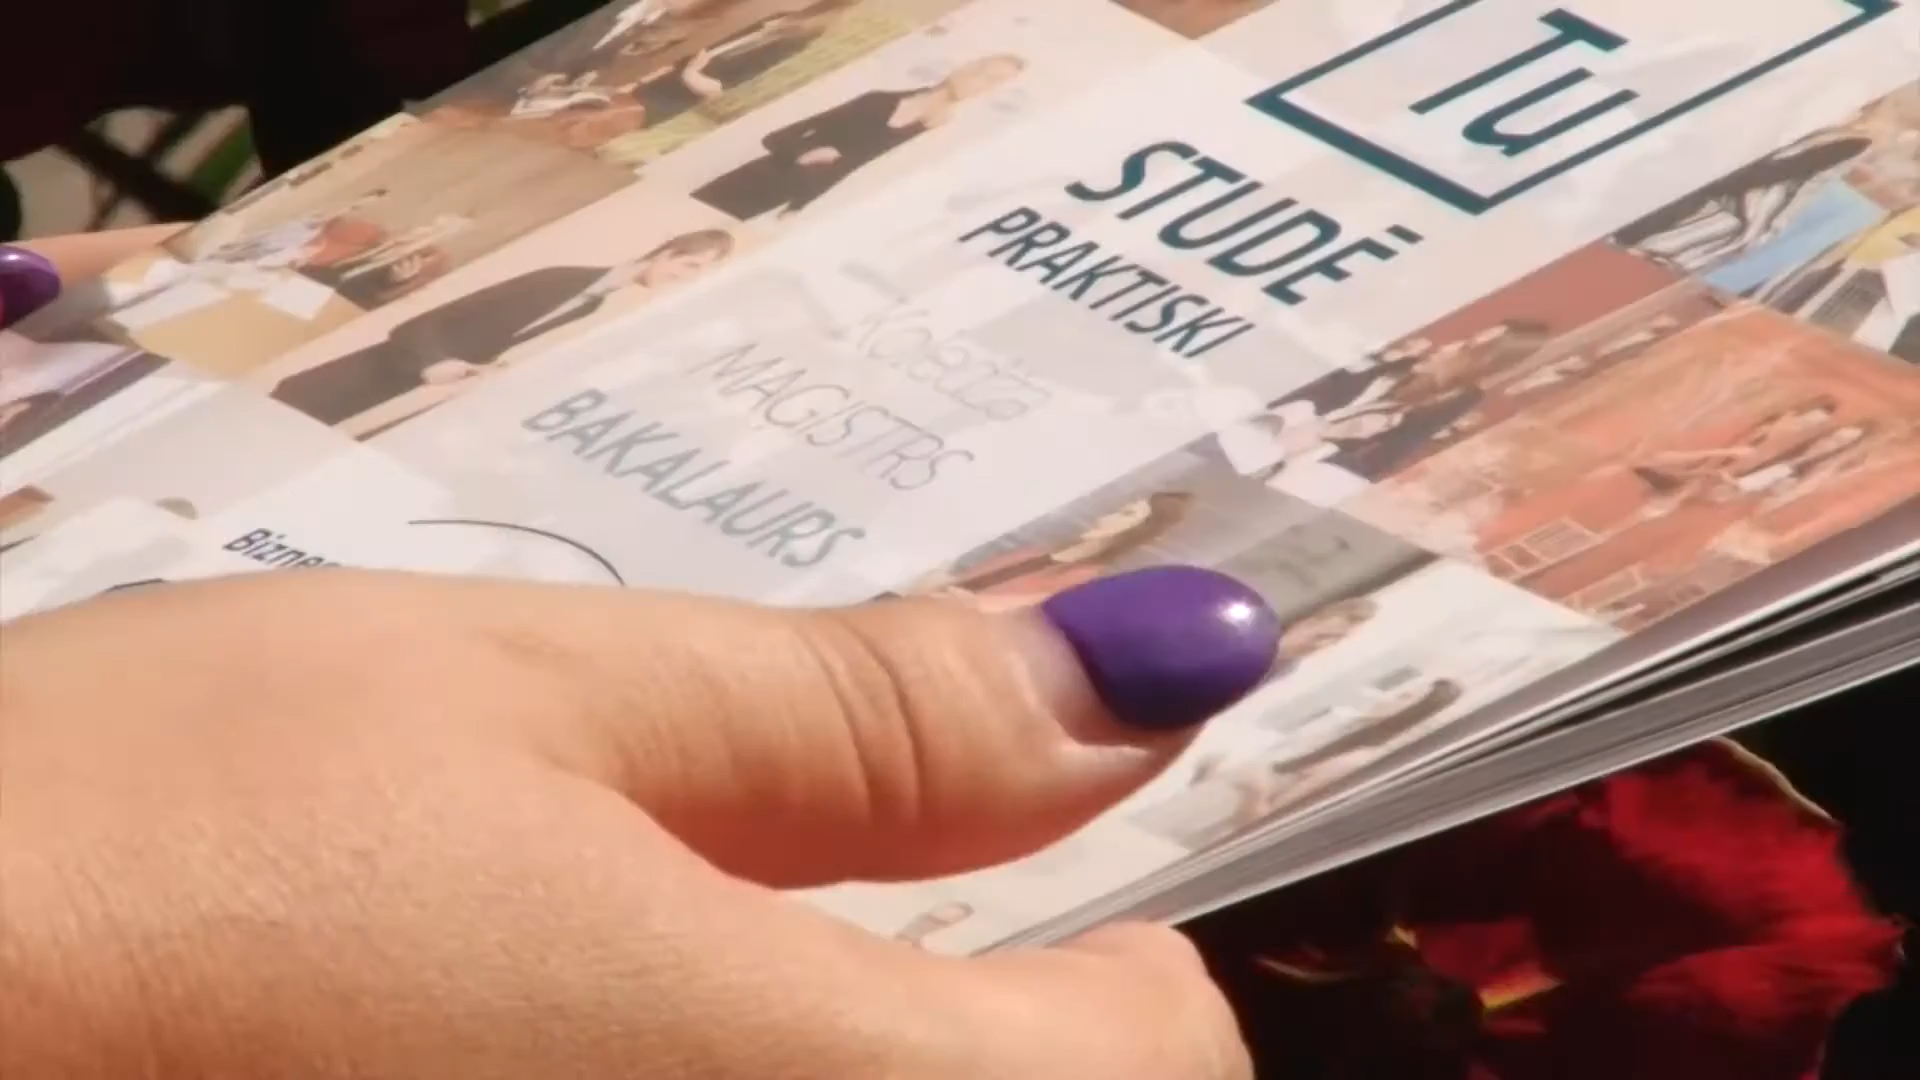 Tu
STUDĒ
PRAKTISKI
Koledža
MAĢISTRS
BAKALAURS